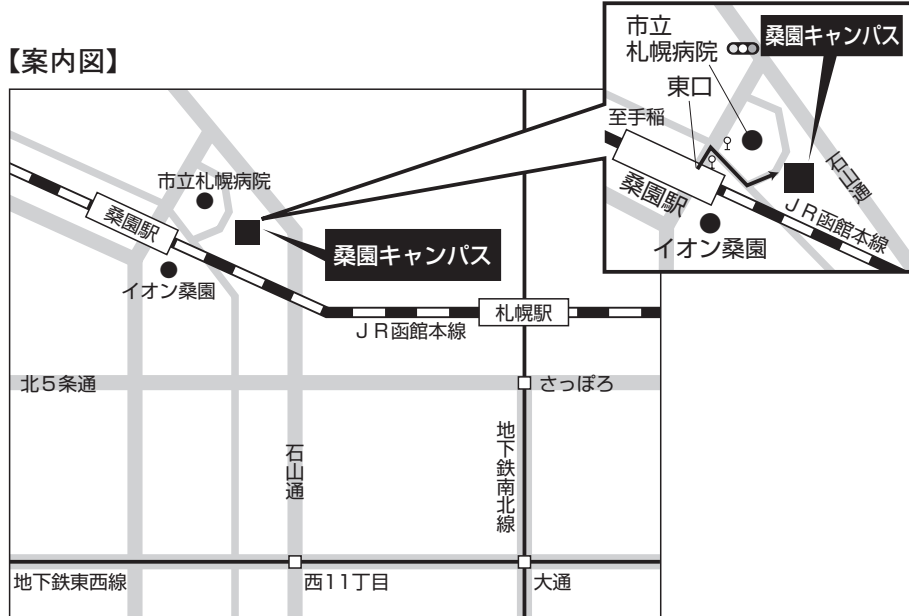 【案内図】
市立
札幌病院
桑園キャンパス
東口
至手稲
桑園駅
石山通
ＪＲ函館本線
イオン桑園
市立札幌病院
桑園駅
桑園キャンパス
イオン桑園
札幌駅
ＪＲ函館本線
北５条通
さっぽろ
石山通
地下鉄南北線
地下鉄東西線
西11丁目
大通